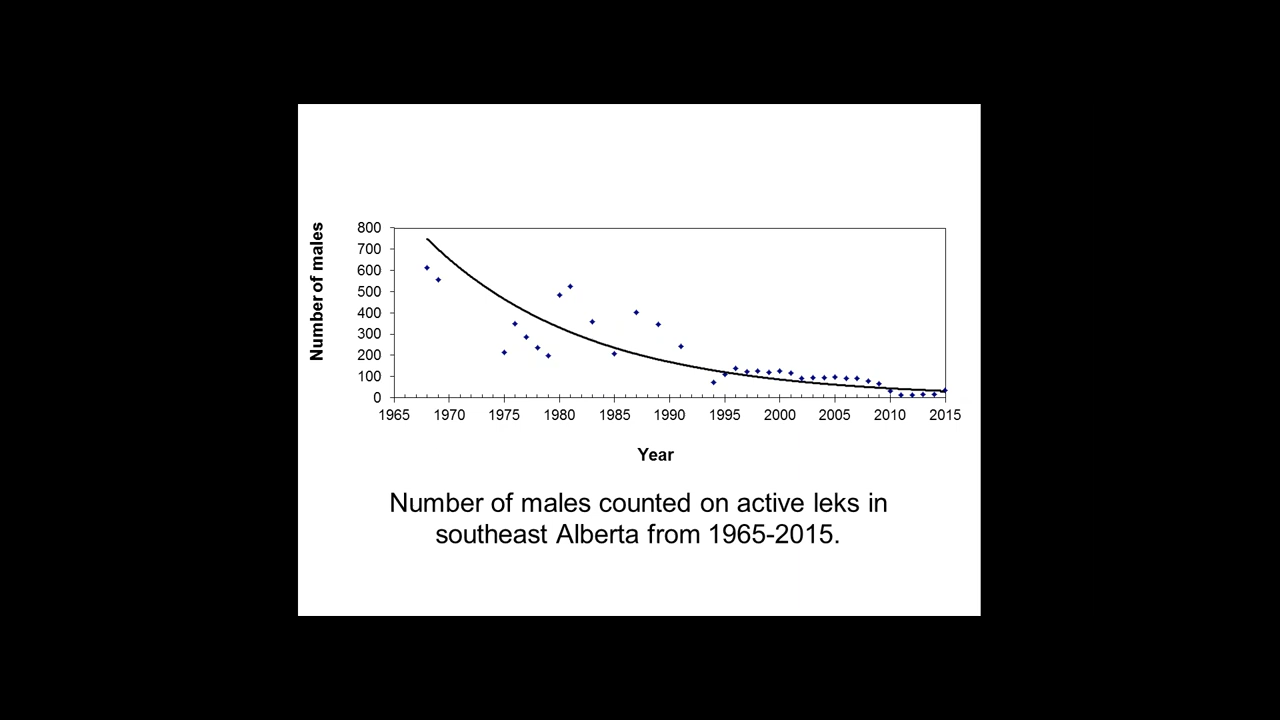 Number of males
800
700
600
500
400
300
200
100
0
1965 1970 1975 1980 1985 1990 1995 2000 2005 2010 2015
Year
Number of males counted on active leks in
southeast Alberta from 1965-2015.